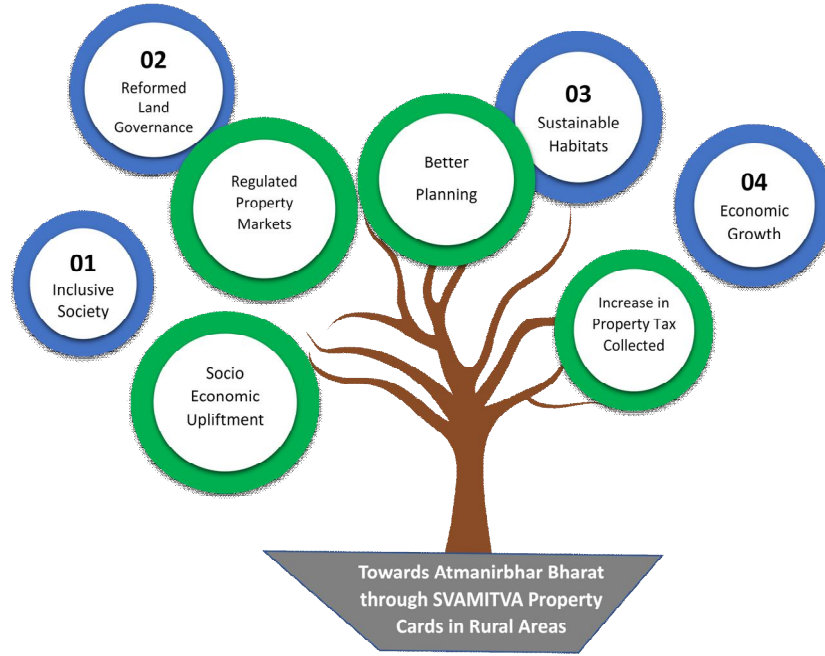 02
Reformed
Land
Governance
03
Sustainable
Habitats
Better
Planning
04
Economic
Growth
Regulated
Property
Markets
01
Inclusive
Society
Increase in
Property Tax
Collected
Socio
Economic
Upliftment
Towards Atmanirbhar Bharat
through SVAMITVA Property
Cards in Rural Areas